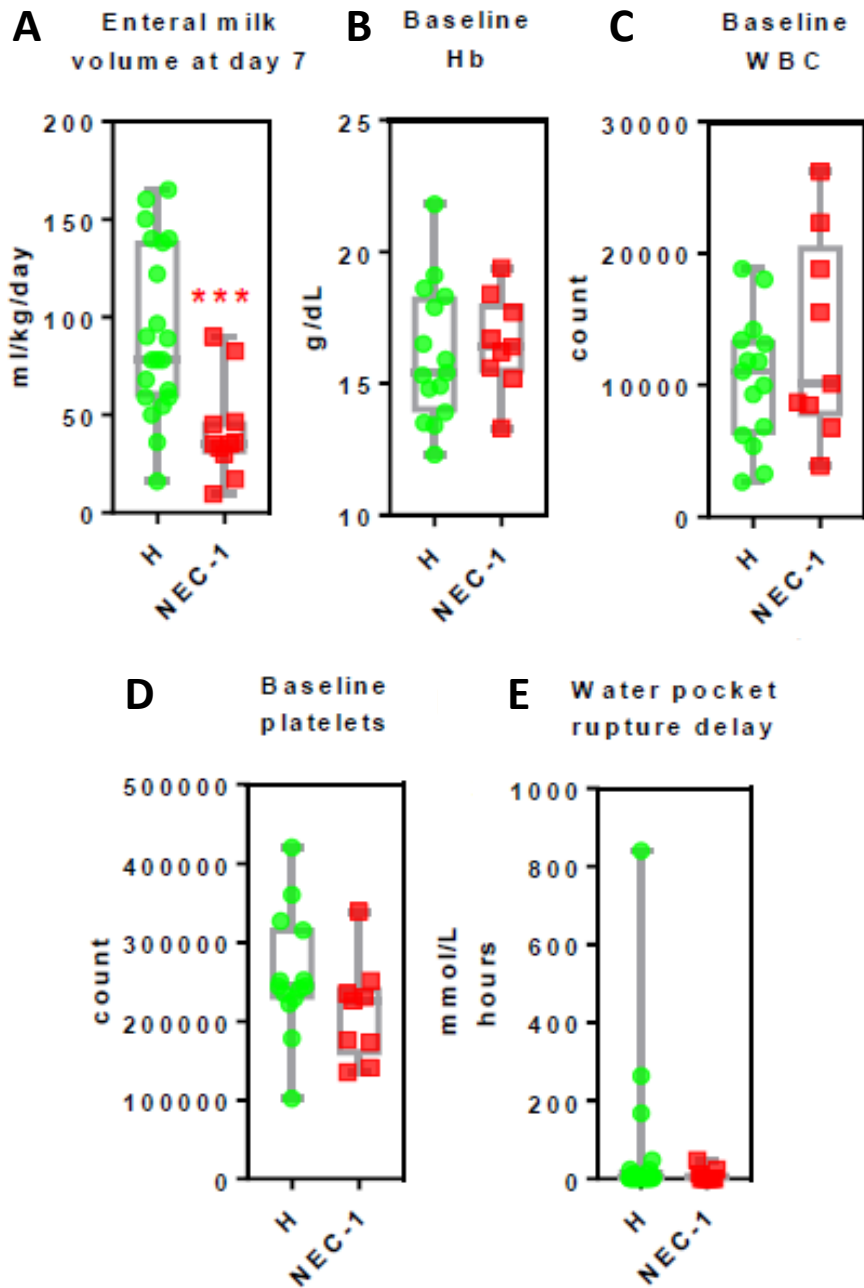 A
Enteral milk
volume at day 7
ml/kg/day
200
150
100
50
0
***
H
NEC-1
B
Baseline
Hb
g/dL
25
20
15
10
H
NEC-1
C
Baseline
WBC
count
30000
20000
10000
0
H
NEC-1
D
Baseline
platelets
count
500000
400000
300000
200000
100000
0
H
NEC-1
E
Water pocket
rupture delay
mmol/L
hours
1000
800
600
400
200
0
H
NEC-1